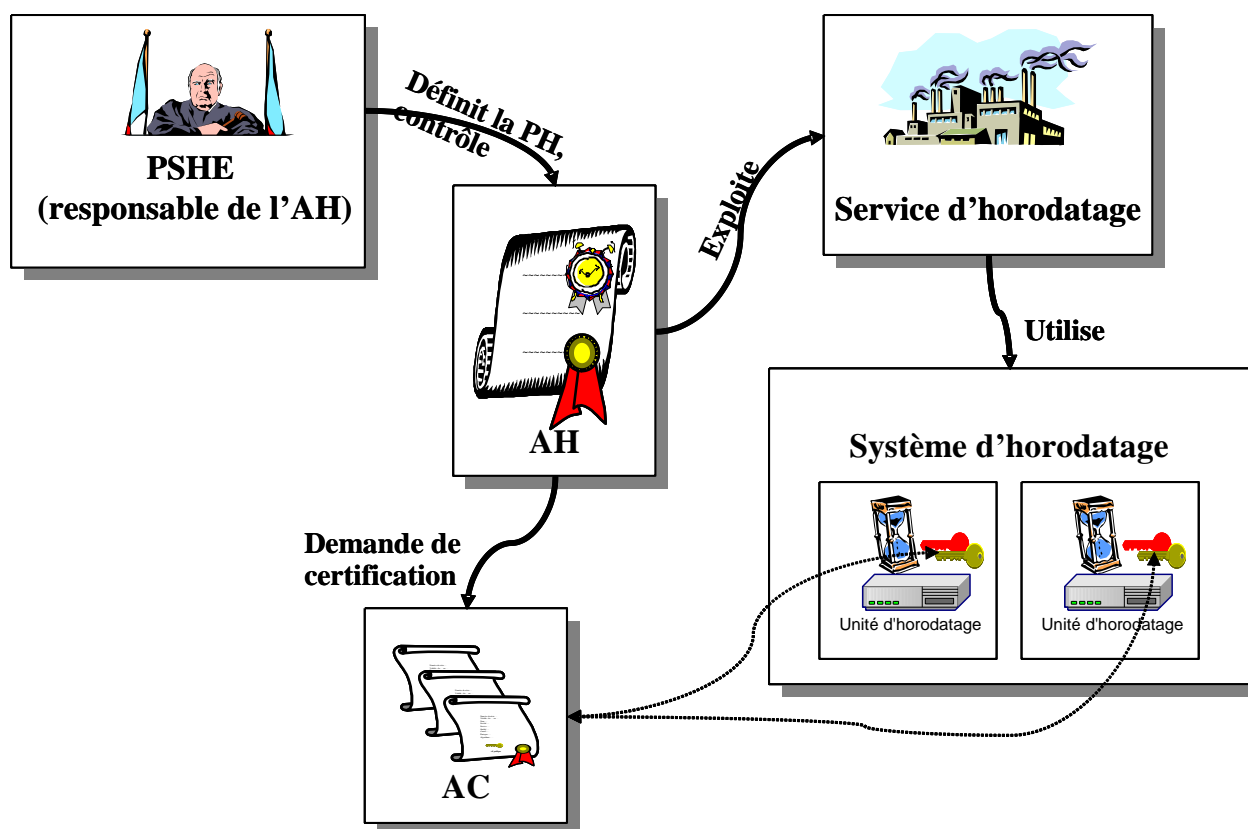 PSHE
(responsable de l’AH)
Définit la PH,
contrôle
Exploite
Service d’horodatage
AH
Utilise
Système d’horodatage
Demande de
certification
Unité d'horodatage
Unité d'horodatage
AC